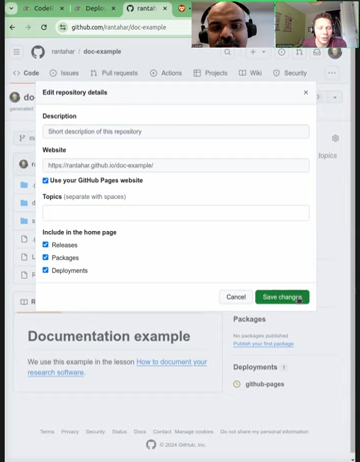 CodeR
Deploy
rantah
github.com/rantahar/doc-example
rantahar / doc-example
Code
Issues
Pull requests
Actions
Projects
Wiki
Security
Edit repository details
×
Description
Short description of this repository
Website
https://rantahar.github.io/doc-example/
Use your GitHub Pages website
Topics (separate with spaces)
topics
Include in the home page
Releases
Packages
Deployments
Cancel
Save changes
Documentation example
We use this example in the lesson How to document your
research software.
Packages
No packages published
Publish your first package
Deployments 1
github-pages
Terms Privacy Security Status Docs Contact Manage cookies Do not share my personal information
© 2024 GitHub, Inc.